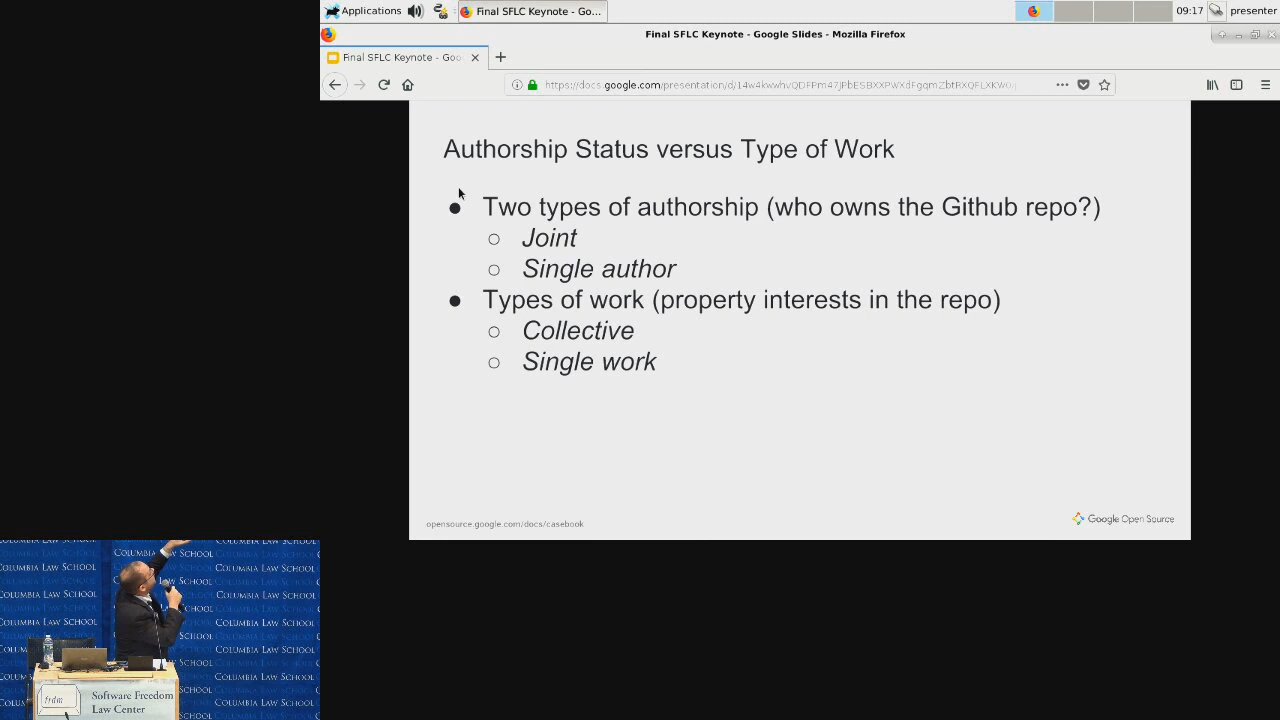 Applications
Final SFLC Keynote - Go...
09:17
presenter
Final SFLC Keynote - Google Slides - Mozilla Firefox
Final SFLC Keynote - Goo
https://docs.google.com/presentation/d/
Authorship Status versus Type of Work
● Two types of authorship (who owns the Github repo?)
○ Joint
○ Single author
● Types of work (property interests in the repo)
○ Collective
○ Single work
opensource.google.com/docs/casebook
Google Open Source
COLUMBIA LAW SCHOOL
frdm
Software Freedom
Law Center